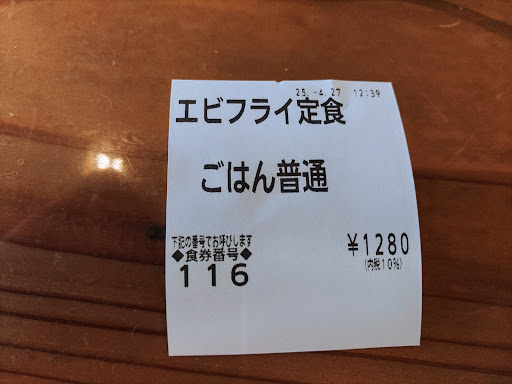 25.-4.27 12:39
エビフライ定食
ごはん普通
下記の番号でお呼びします
◆食券番号◆
116
￥1280
(内税10%)